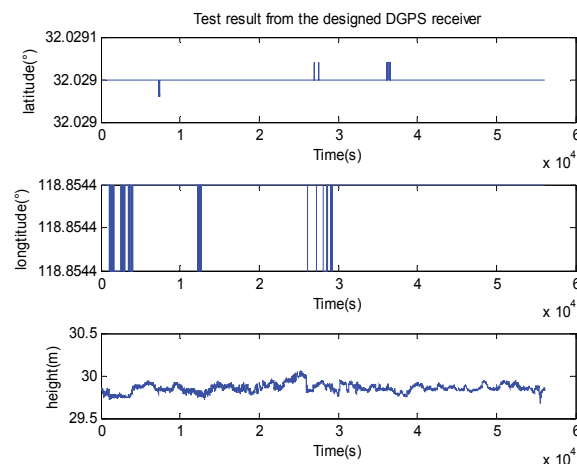 Test result from the designed DGPS receiver
32.0291
32.029
32.029
latitude(°)
0 1 2 3 4 5 6
Time(s)
x 10^4
118.8544
118.8544
118.8544
longtitude(°)
0 1 2 3 4 5 6
Time(s)
x 10^4
30.5
30
29.5
height(m)
0 1 2 3 4 5 6
Time(s)
x 10^4